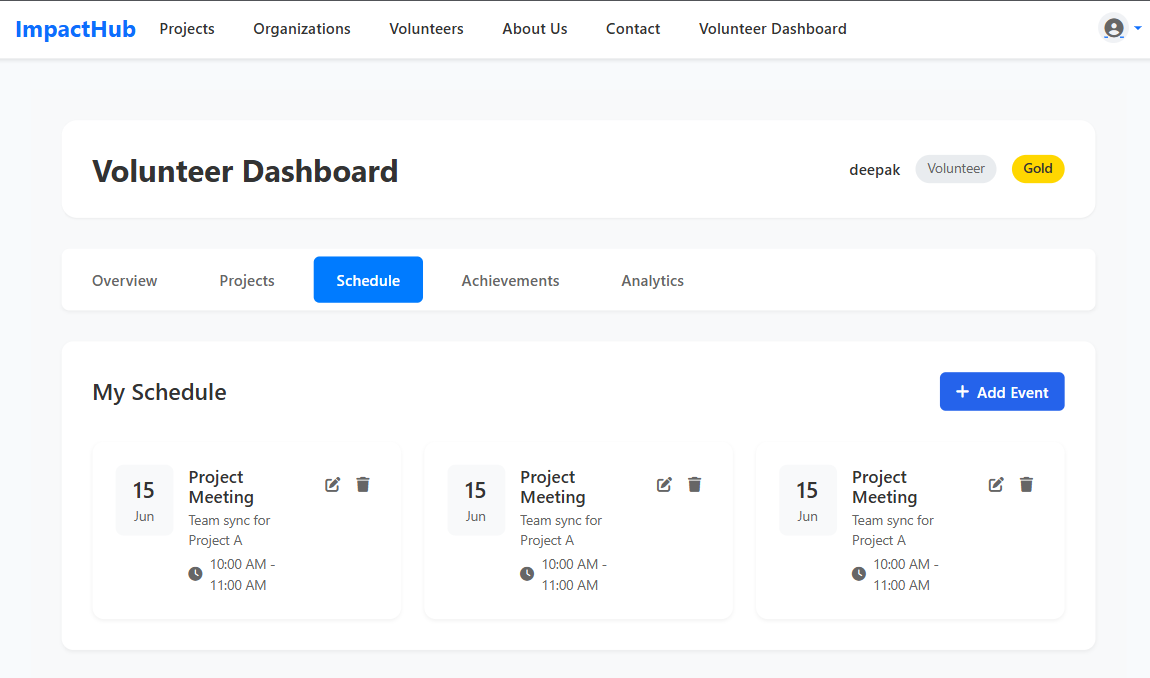 ImpactHub Projects Organizations Volunteers About Us Contact Volunteer Dashboard
Volunteer Dashboard
deepak Volunteer Gold
Overview Projects Schedule Achievements Analytics
My Schedule
+ Add Event
15
Jun
Project
Meeting
Team sync for
Project A
10:00 AM -
11:00 AM
15
Jun
Project
Meeting
Team sync for
Project A
10:00 AM -
11:00 AM
15
Jun
Project
Meeting
Team sync for
Project A
10:00 AM -
11:00 AM